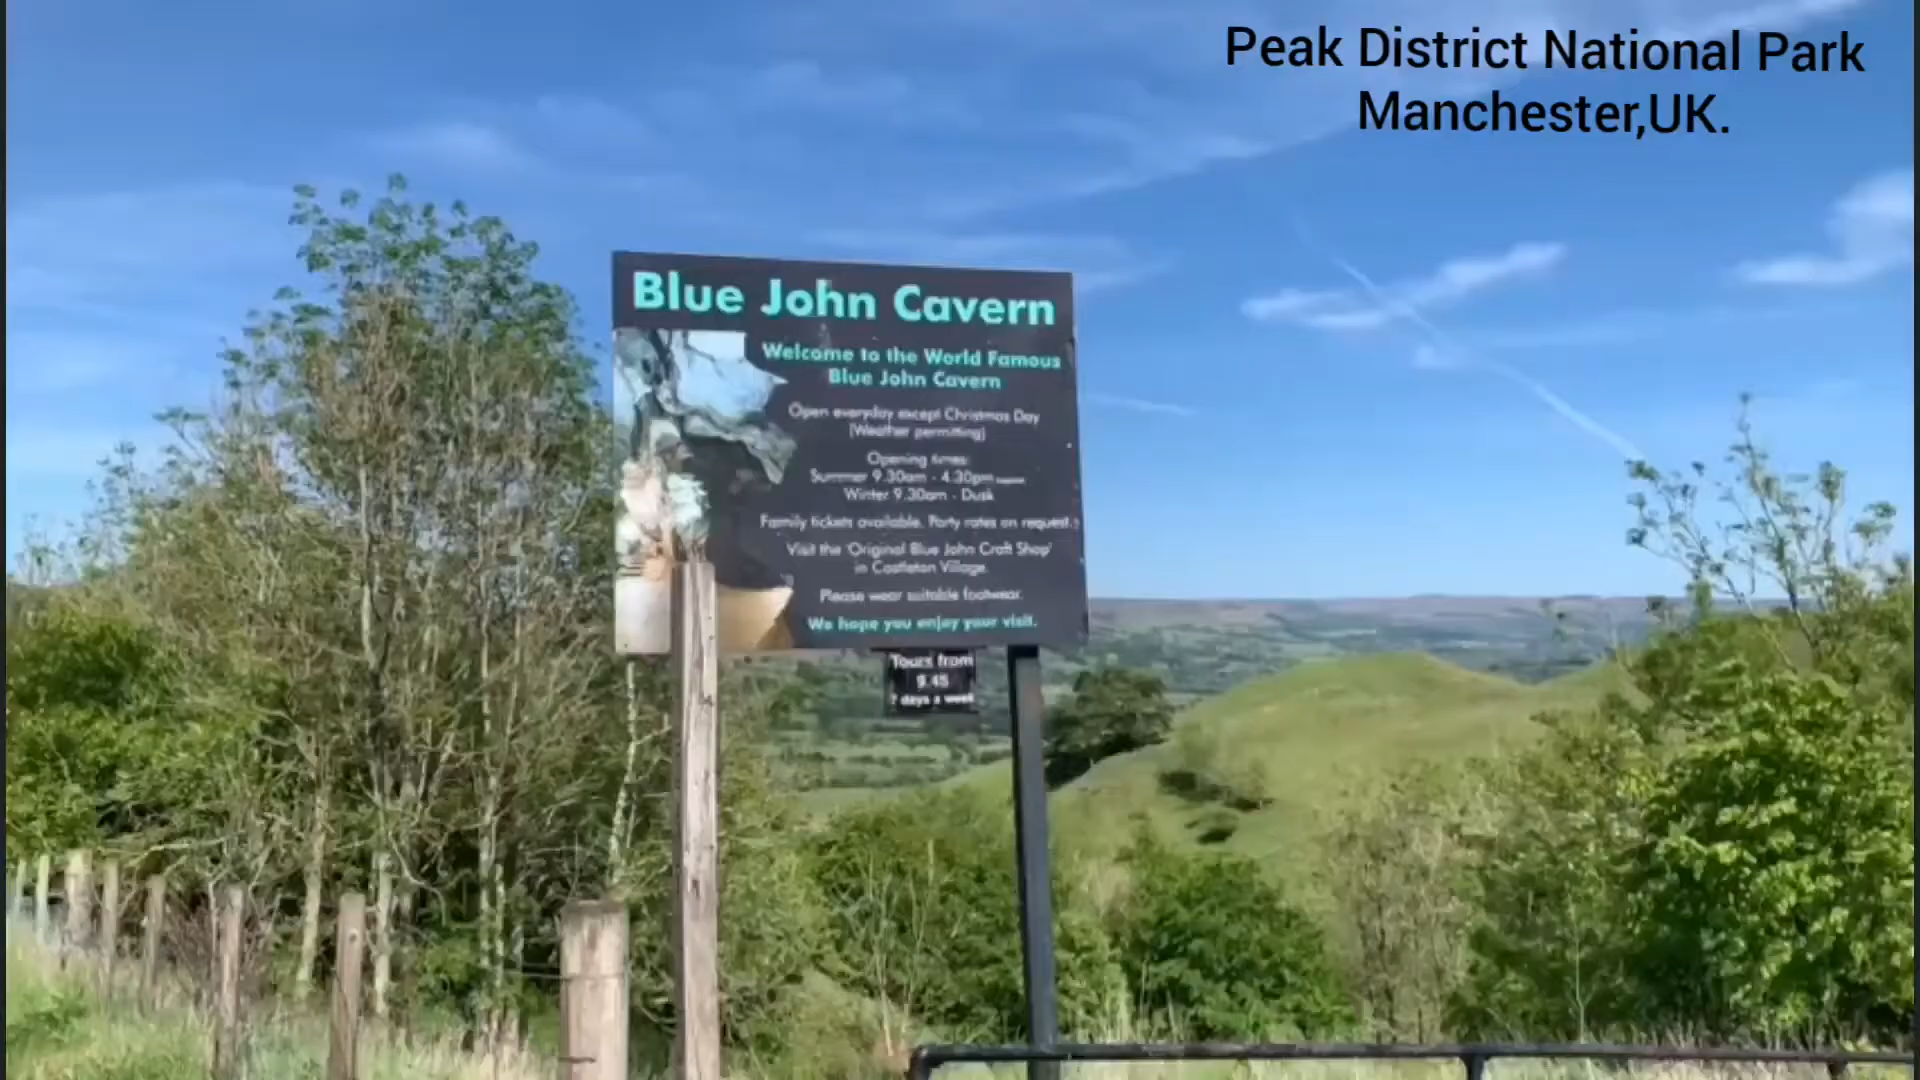 Peak District National Park
Manchester,UK.
Blue John Cavern
Welcome to the World Famous
Blue John Cavern
Open everyday except Christmas Day
(Weather permitting)
Opening times:
Summer 9.30am - 4.30pm
Winter 9.30am - Dusk
Family tickets available. Party rates on request.
Visit the 'Original Blue John Craft Shop'
in Castleton Village.
Please wear suitable footwear.
We hope you enjoy your visit.
Tours from
9.45
7 days a week